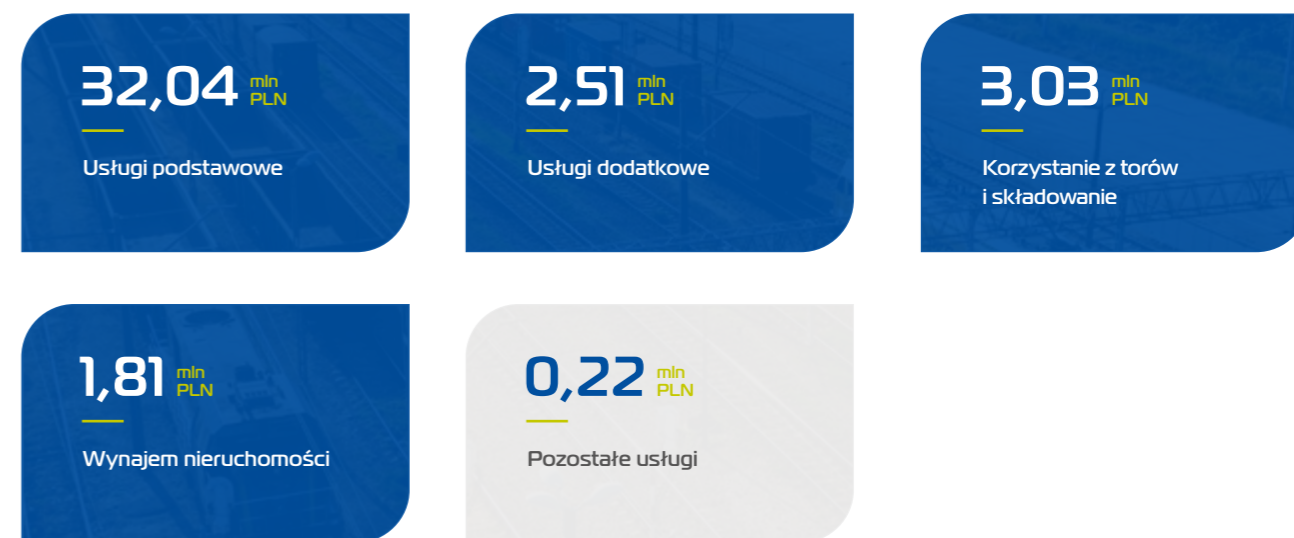 32,04 mln PLN
Usługi podstawowe
2,51 mln PLN
Usługi dodatkowe
3,03 mln PLN
Korzystanie z torów
i składowanie
1,81 mln PLN
Wynajem nieruchomości
0,22 mln PLN
Pozostałe usługi